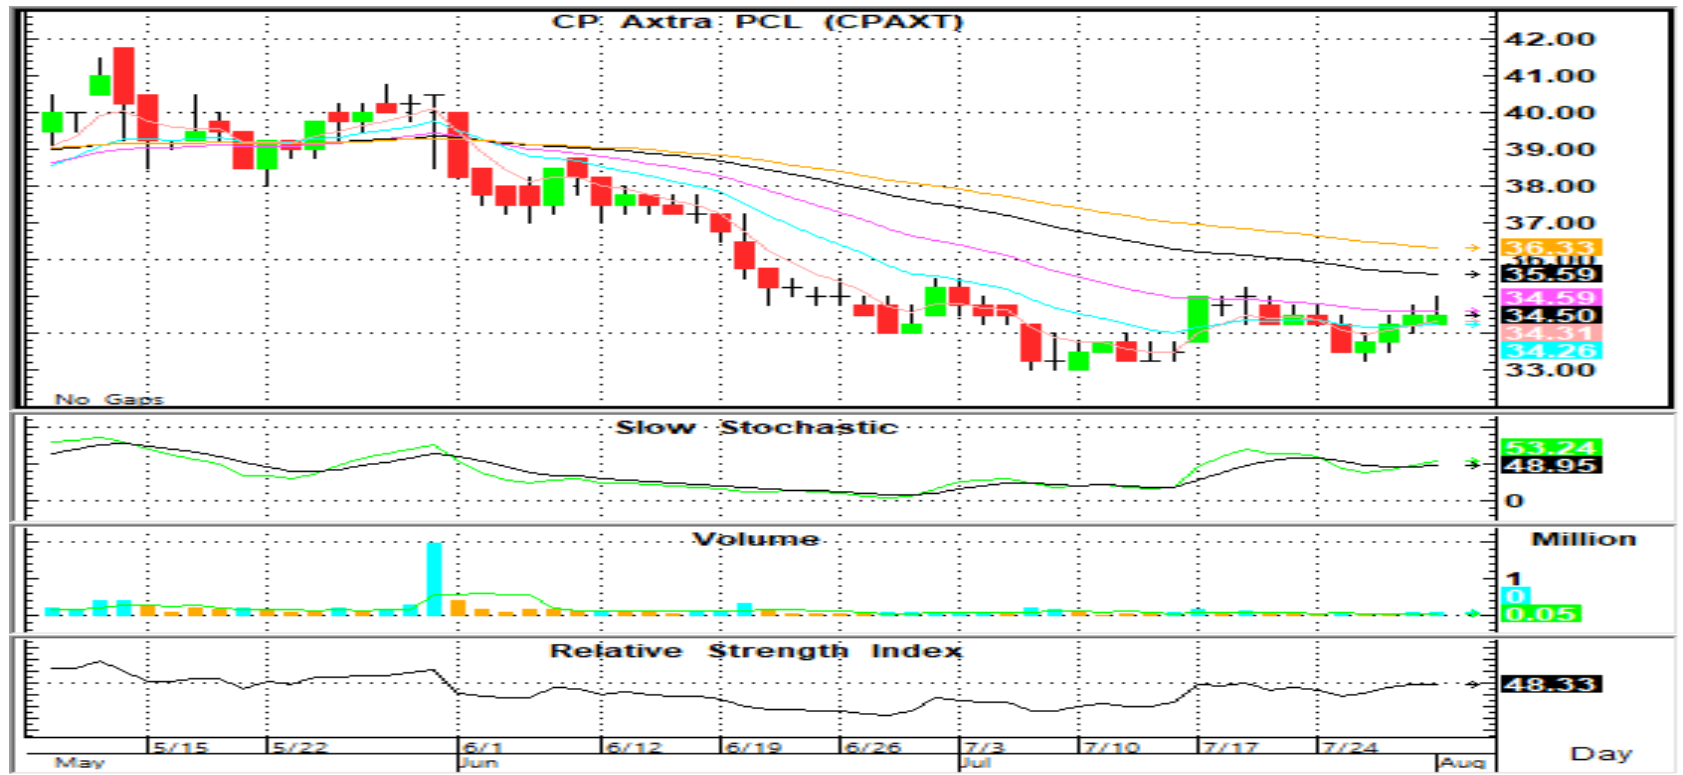 CP Axtra PCL (CPAXT)
42.00
41.00
40.00
39.00
38.00
37.00
36.33
36.00
35.59
34.59
34.50
34.31
34.26
33.00
No Gaps
Slow Stochastic
53.24
48.95
0
Volume
Million
1
0
0.05
Relative Strength Index
48.33
5/15 5/22 6/1 6/12 6/19 6/26 7/3 7/10 7/17 7/24
Day
May Jun Jul Aug